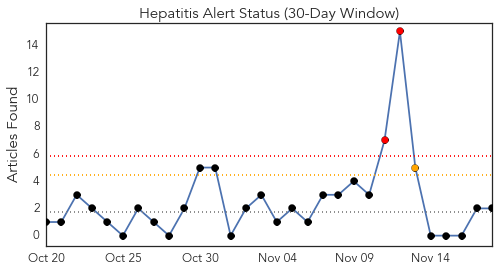 Hepatitis Alert Status (30-Day Window)
Articles Found
14
12
10
8
6
4
2
0
Oct 20 Oct 25 Oct 30 Nov 04 Nov 09 Nov 14